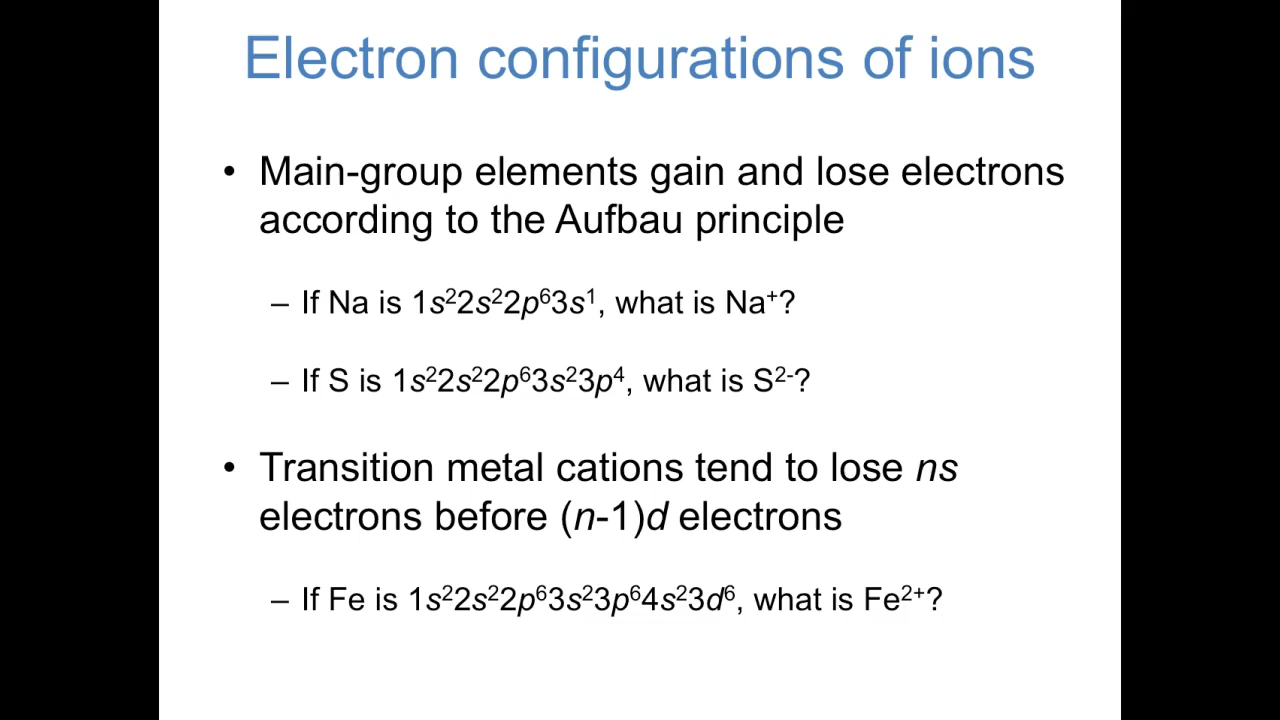 Electron configurations of ions
• Main-group elements gain and lose electrons
according to the Aufbau principle
– If Na is 1s²2s²2p⁶3s¹, what is Na⁺?
– If S is 1s²2s²2p⁶3s²3p⁴, what is S²⁻?
• Transition metal cations tend to lose ns
electrons before (n-1)d electrons
– If Fe is 1s²2s²2p⁶3s²3p⁶4s²3d⁶, what is Fe²⁺?